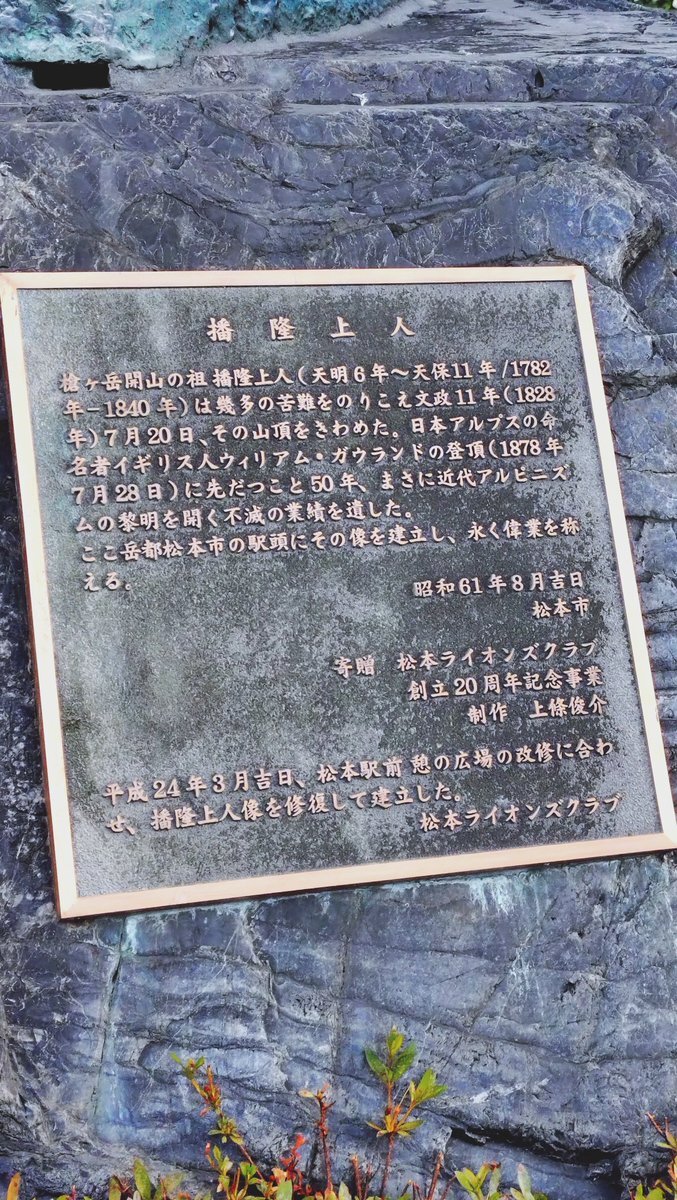 播隆上人
槍ヶ岳開山の祖 播隆上人(天明6年〜天保11年/1782
年−1840年)は幾多の苦難をのりこえ文政11年(1828
年)7月20日、その山頂をきわめた。日本アルプスの命
名者イギリス人ウィリアム・ガウランドの登頂(1878年
7月28日)に先だつこと50年、まさに近代アルピニズ
ムの黎明を開く不滅の業績を遺した。
ここ岳都松本市の駅頭にその像を建立し、永く偉業を称
える。
昭和61年8月吉日
松本市
寄贈 松本ライオンズクラブ
創立20周年記念事業
制作 上條俊介
平成24年3月吉日、松本駅前 憩の広場の改修に合わ
せ、播隆上人像を修復して建立した。
松本ライオンズクラブ